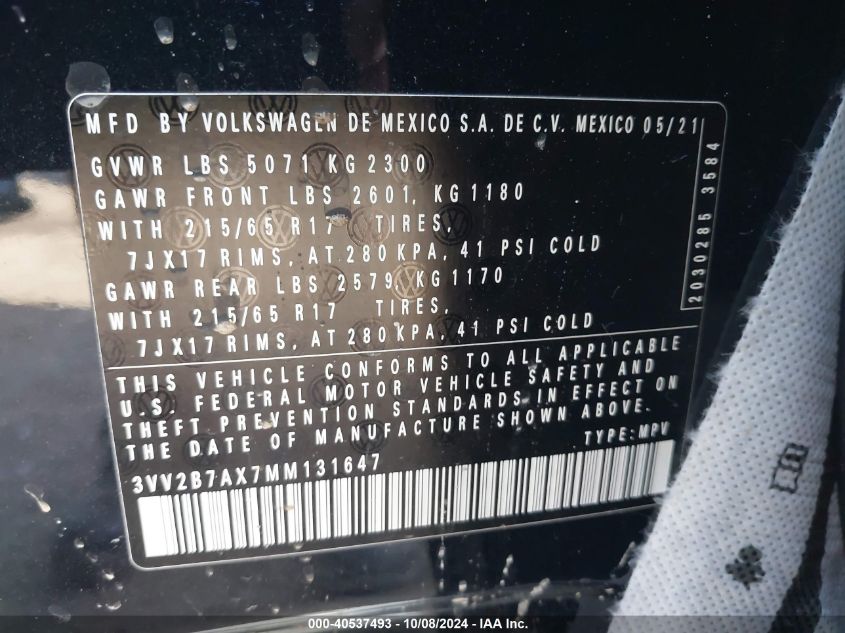 MFD BY VOLKSWAGEN DE MEXICO S.A. DE C.V. MEXICO 05/21
GVWR LBS 5071 KG 2300
GAWR FRONT LBS 2601, KG 1180
WITH 215/65 R17 TIRES,
7JX17 RIMS, AT 280 KPA, 41 PSI COLD
GAWR REAR LBS 2579, KG 1170
WITH 215/65 R17 TIRES,
7JX17 RIMS, AT 280 KPA, 41 PSI COLD
2030285 3584
THIS VEHICLE CONFORMS TO ALL APPLICABLE
U.S. FEDERAL MOTOR VEHICLE SAFETY AND
THEFT PREVENTION STANDARDS IN EFFECT ON
THE DATE OF MANUFACTURE SHOWN ABOVE.
TYPE: MPV
3VV2B7AX7MM131647
000-40537493 - 10/08/2024 - IAA Inc.